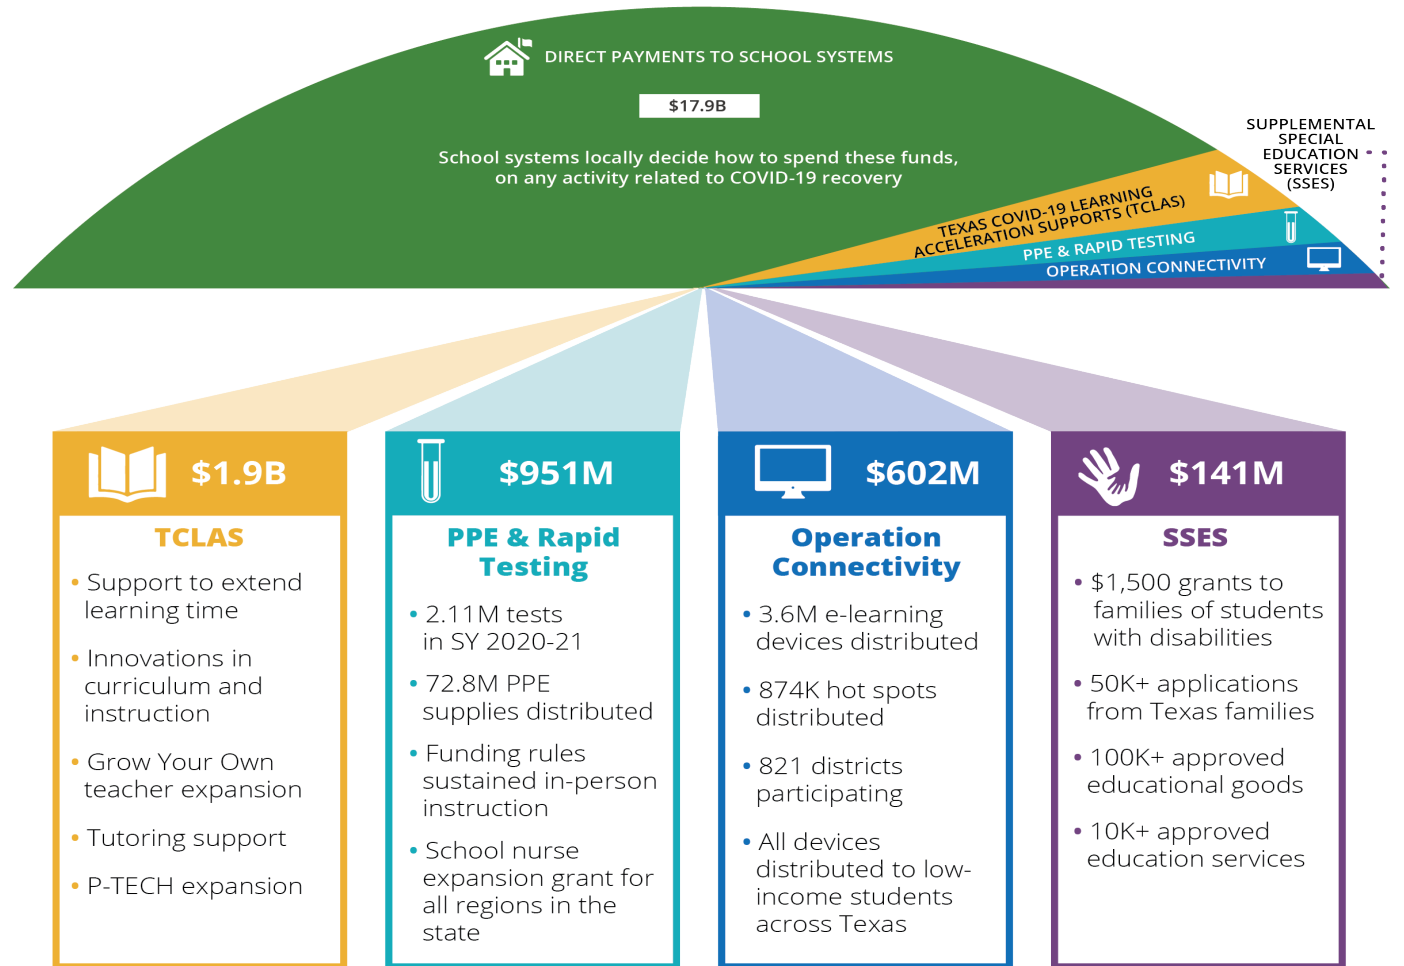 DIRECT PAYMENTS TO SCHOOL SYSTEMS
$17.9B
School systems locally decide how to spend these funds,
on any activity related to COVID-19 recovery
SUPPLEMENTAL
SPECIAL
EDUCATION
SERVICES
(SSES)
TEXAS COVID-19 LEARNING
ACCELERATION SUPPORTS (TCLAS)
PPE & RAPID TESTING
OPERATION CONNECTIVITY
$1.9B
TCLAS
• Support to extend
learning time
• Innovations in
curriculum and
instruction
• Grow Your Own
teacher expansion
• Tutoring support
• P-TECH expansion
$951M
PPE & Rapid
Testing
• 2.11M tests
in SY 2020-21
• 72.8M PPE
supplies distributed
• Funding rules
sustained in-person
instruction
• School nurse
expansion grant for
all regions in the
state
$602M
Operation
Connectivity
• 3.6M e-learning
devices distributed
• 874K hot spots
distributed
• 821 districts
participating
• All devices
distributed to low-
income students
across Texas
$141M
SSES
• $1,500 grants to
families of students
with disabilities
• 50K+ applications
from Texas families
• 100K+ approved
educational goods
• 10K+ approved
education services